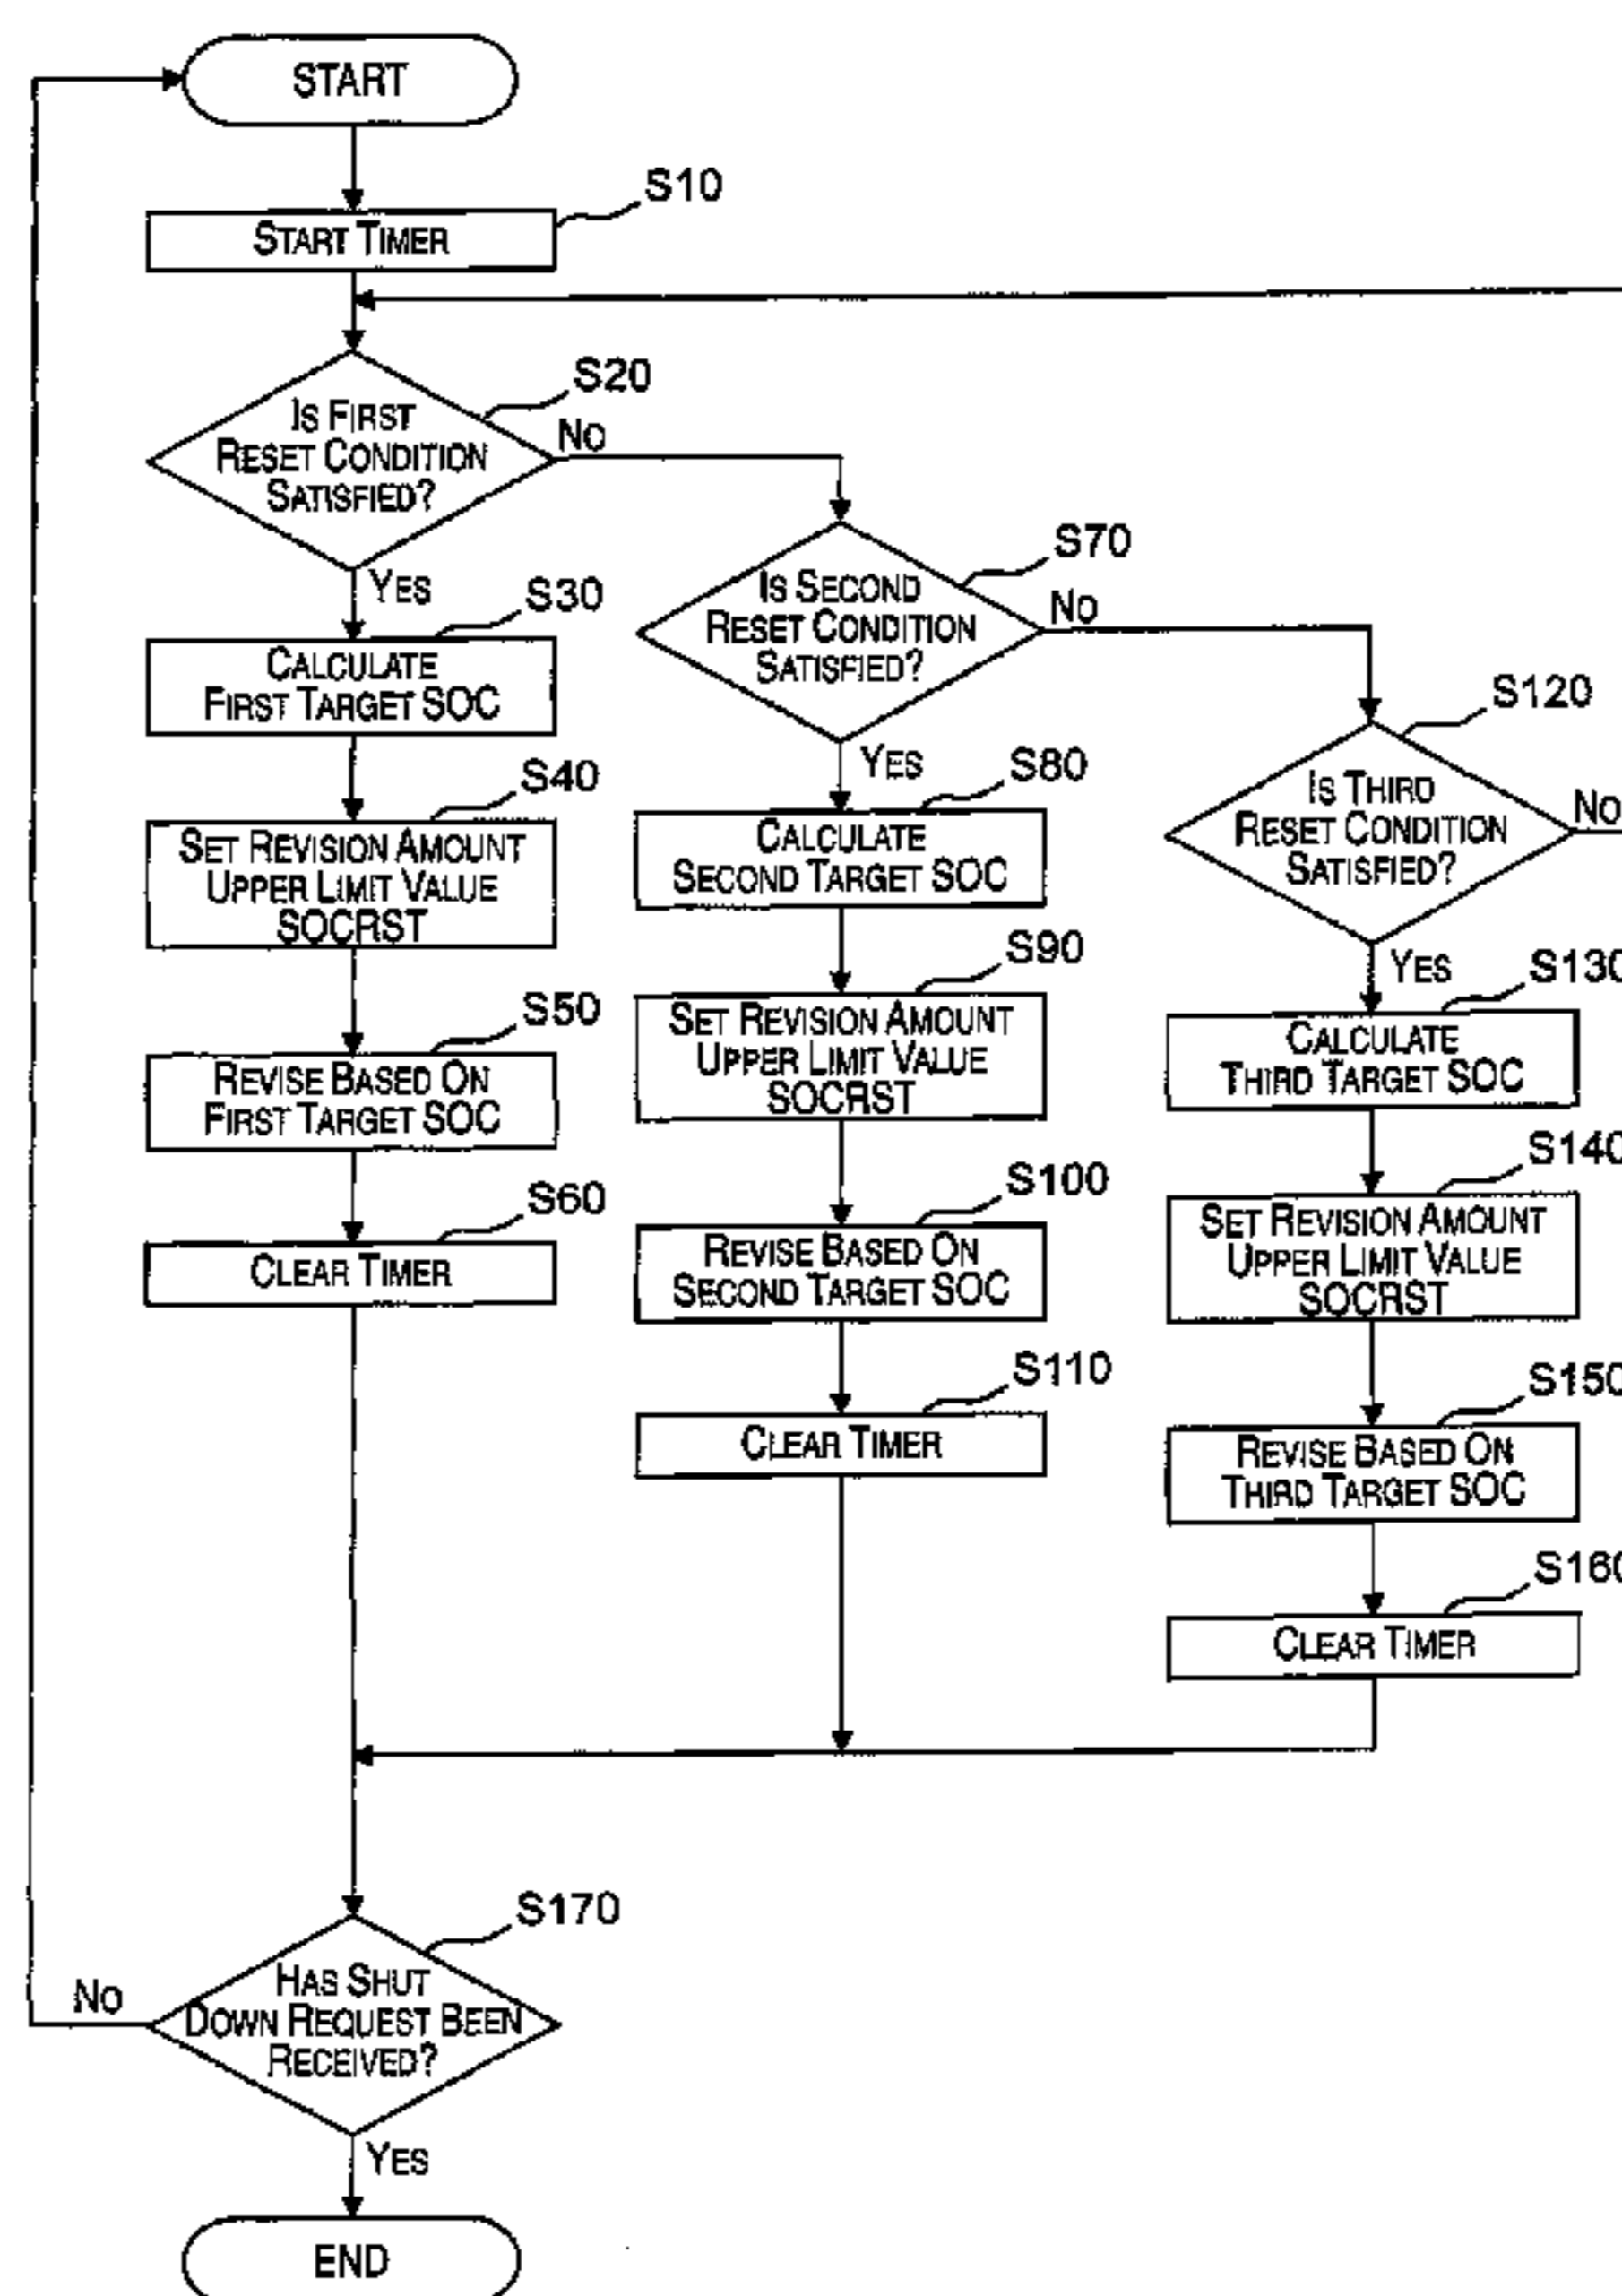 START
S10
START TIMER
S20
IS FIRST
RESET CONDITION
SATISFIED?
NO
YES
S30
CALCULATE
FIRST TARGET SOC
S40
SET REVISION AMOUNT
UPPER LIMIT VALUE
SOCRST
S50
REVISE BASED ON
FIRST TARGET SOC
S60
CLEAR TIMER
S70
IS SECOND
RESET CONDITION
SATISFIED?
NO
YES
S80
CALCULATE
SECOND TARGET SOC
S90
SET REVISION AMOUNT
UPPER LIMIT VALUE
SOCRST
S100
REVISE BASED ON
SECOND TARGET SOC
S110
CLEAR TIMER
S120
IS THIRD
RESET CONDITION
SATISFIED?
NO
YES
S130
CALCULATE
THIRD TARGET SOC
S140
SET REVISION AMOUNT
UPPER LIMIT VALUE
SOCRST
S150
REVISE BASED ON
THIRD TARGET SOC
S160
CLEAR TIMER
S170
HAS SHUT
DOWN REQUEST BEEN
RECEIVED?
NO
YES
END